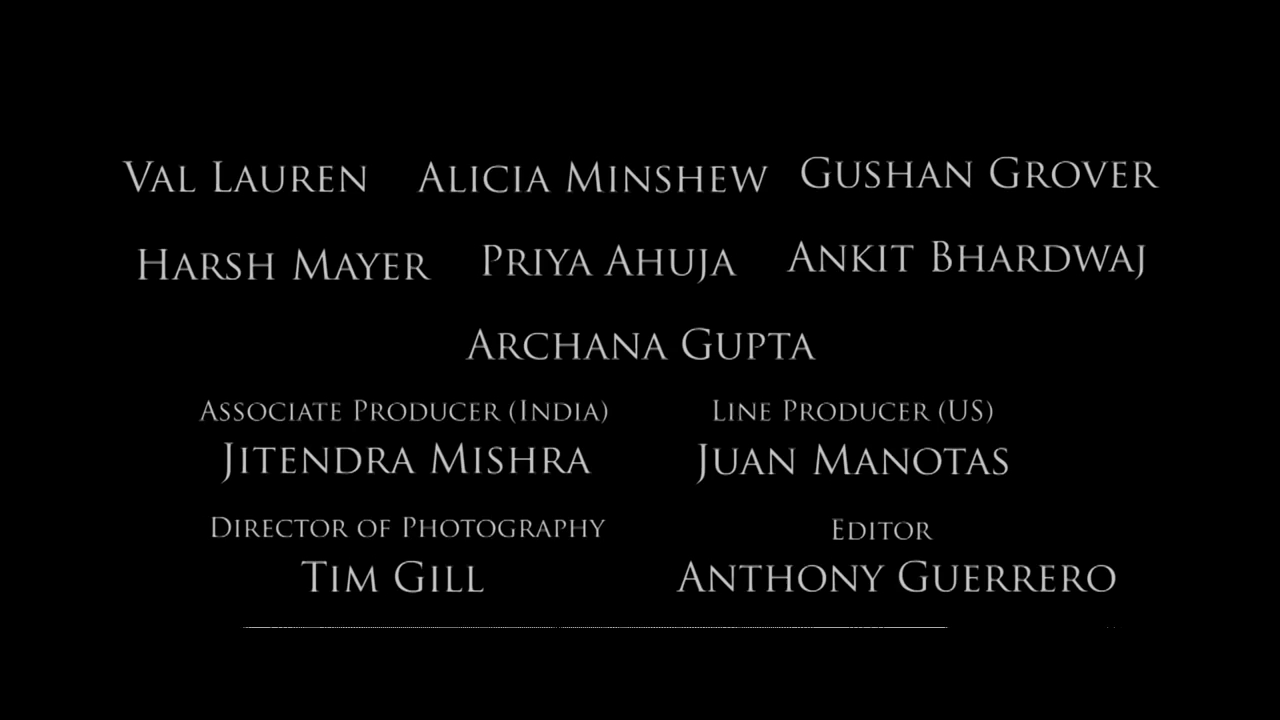 Val Lauren Alicia Minshew Gushan Grover
Harsh Mayer Priya Ahuja Ankit Bhardwaj
Archana Gupta
Associate Producer (India) Line Producer (US)
Jitendra Mishra Juan Manotas
Director of Photography Editor
Tim Gill Anthony Guerrero